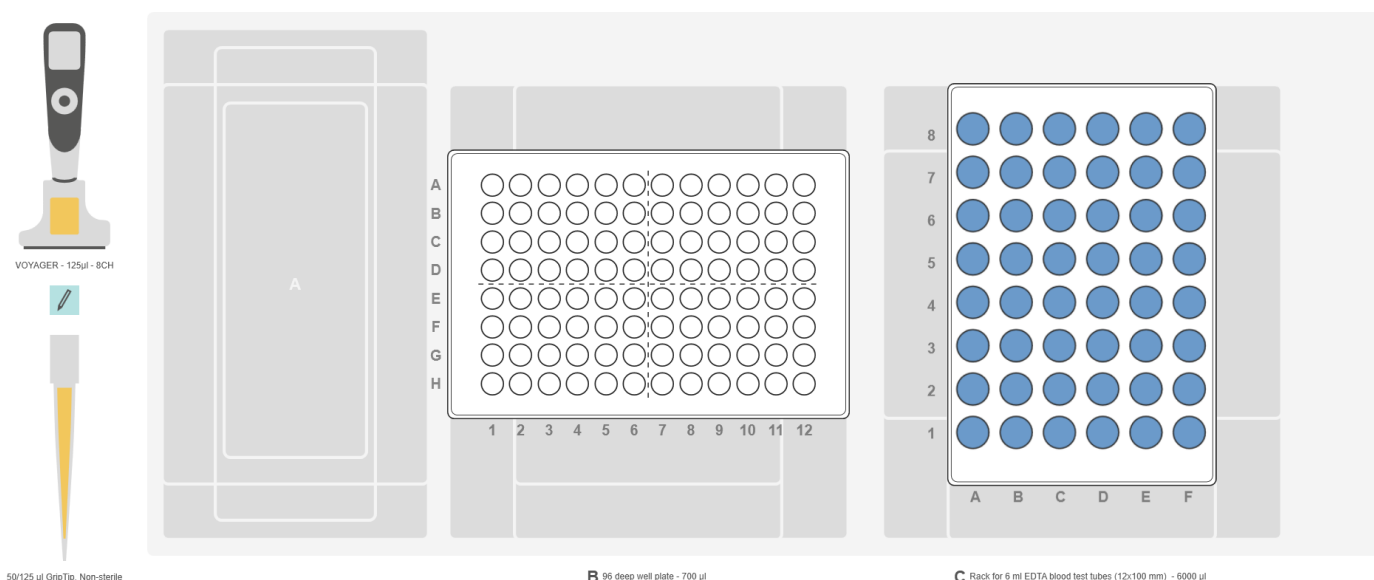 VOYAGER - 125µl - 8CH
50/125 µl GripTip, Non-sterile
A
A
B
C
D
E
F
G
H
1 2 3 4 5 6 7 8 9 10 11 12
B 96 deep well plate - 700 µl
8
7
6
5
4
3
2
1
A B C D E F
C Rack for 6 ml EDTA blood test tubes (12x100 mm) - 6000 µl